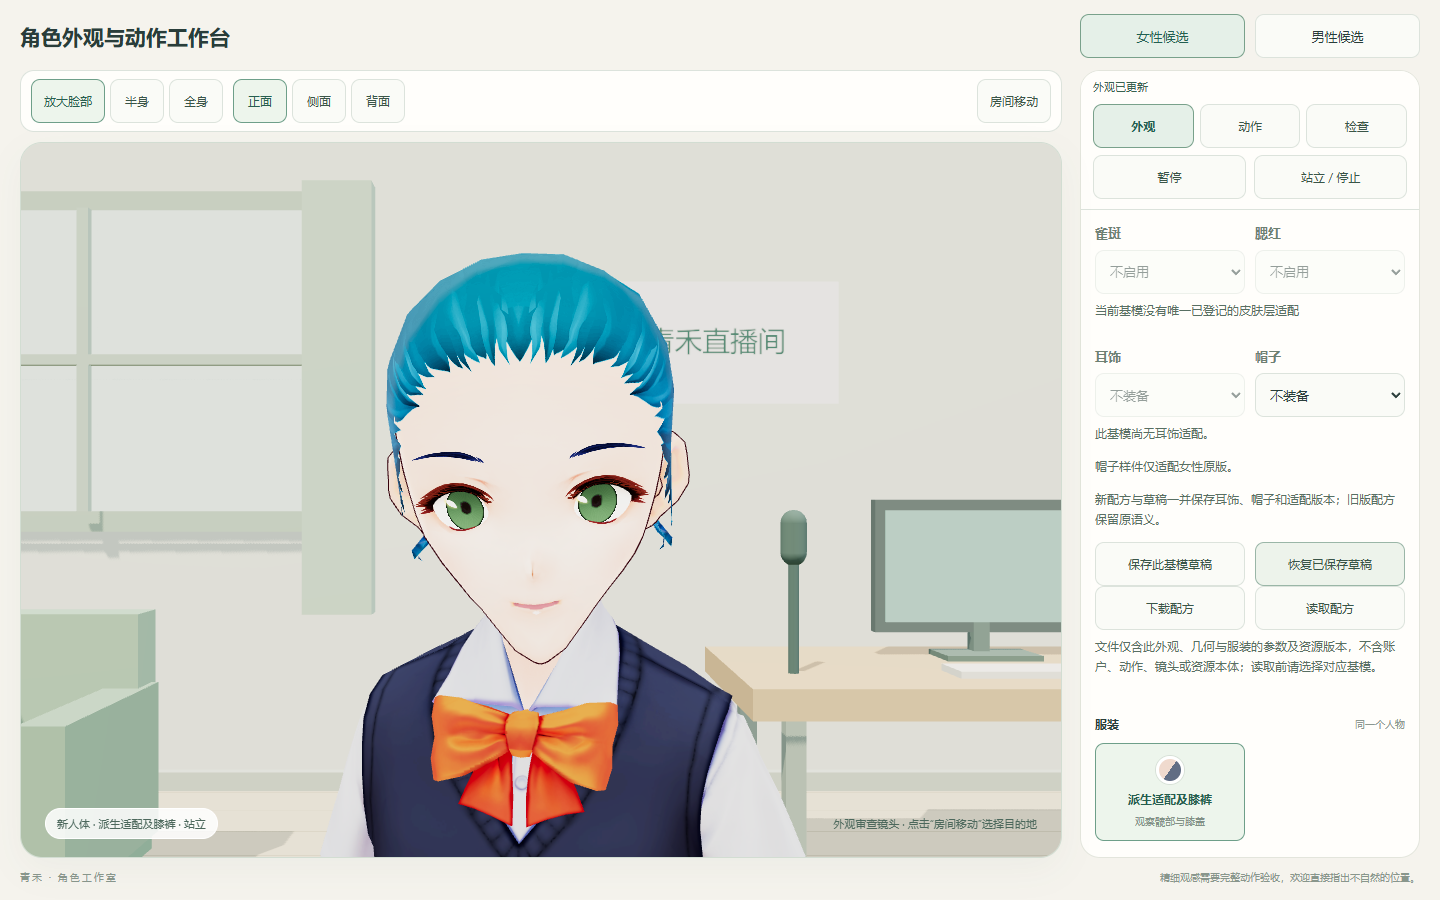 角色外观与动作工作台
女性候选
男性候选
放大脸部
半身
全身
正面
侧面
背面
房间移动
外观已更新
外观
动作
检查
暂停
站立 / 停止
雀斑
腮红
不启用
不启用
当前基模没有唯一已登记的皮肤层适配
耳饰
帽子
不装备
不装备
此基模尚无耳饰适配。
帽子样件仅适配女性原版。
新配方与草稿一并保存耳饰、帽子和适配版本；旧版配方
保留原语义。
保存此基模草稿
恢复已保存草稿
下载配方
读取配方
文件仅含此外观、几何与服装的参数及资源版本，不含账
户、动作、镜头或资源本体；读取前请选择对应基模。
服装
同一个人物
派生适配及膝裤
观察髋部与膝盖
青禾直播间
新人体 · 派生适配及膝裤 · 站立
外观审查镜头 · 点击“房间移动”选择目的地
青禾 · 角色工作室
精细观感需要完整动作验收，欢迎直接指出不自然的位置。